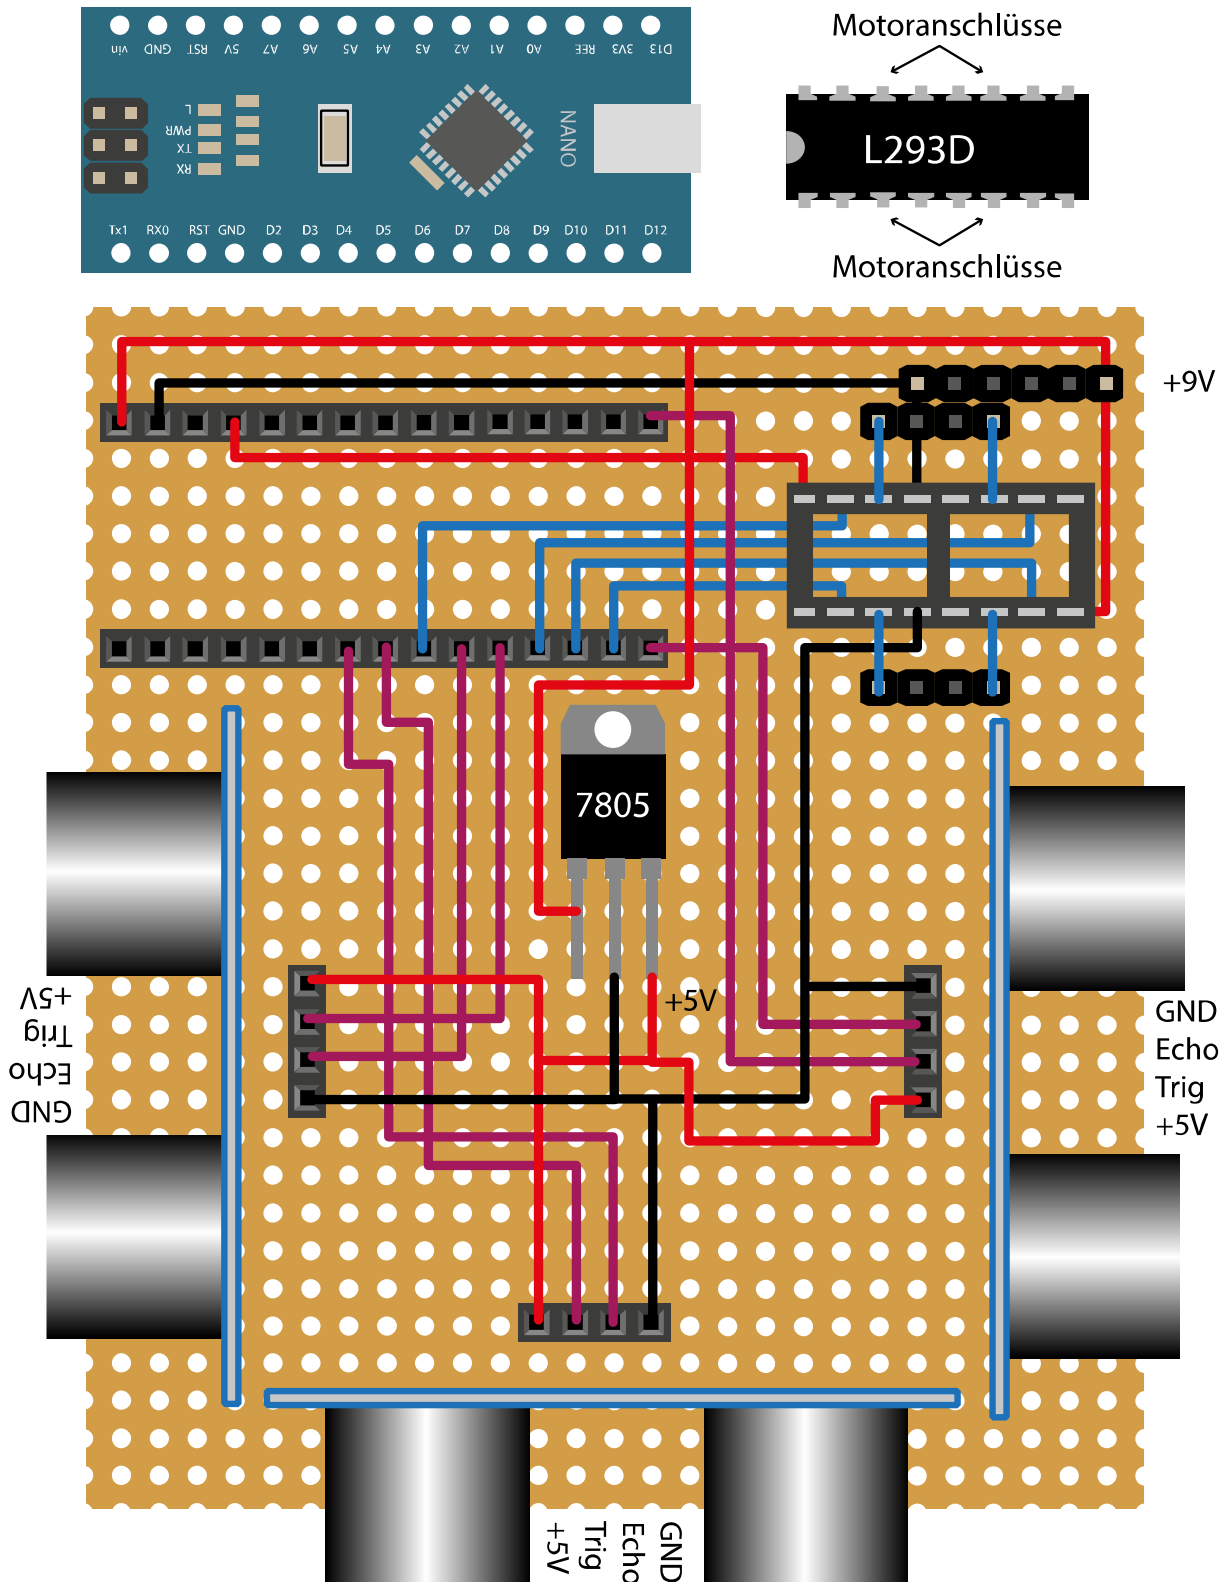 vin GND RST 5V A7 A6 A5 A4 A3 A2 A1 A0 REE 3V3 D13
L
PWR
TX
RX
NANO
Tx1 RX0 RST GND D2 D3 D4 D5 D6 D7 D8 D9 D10 D11 D12
Motoranschlüsse
L293D
Motoranschlüsse
+9V
7805
+5V
+5V
Trig
Echo
GND
GND
Echo
Trig
+5V
GND
Echo
Trig
+5V